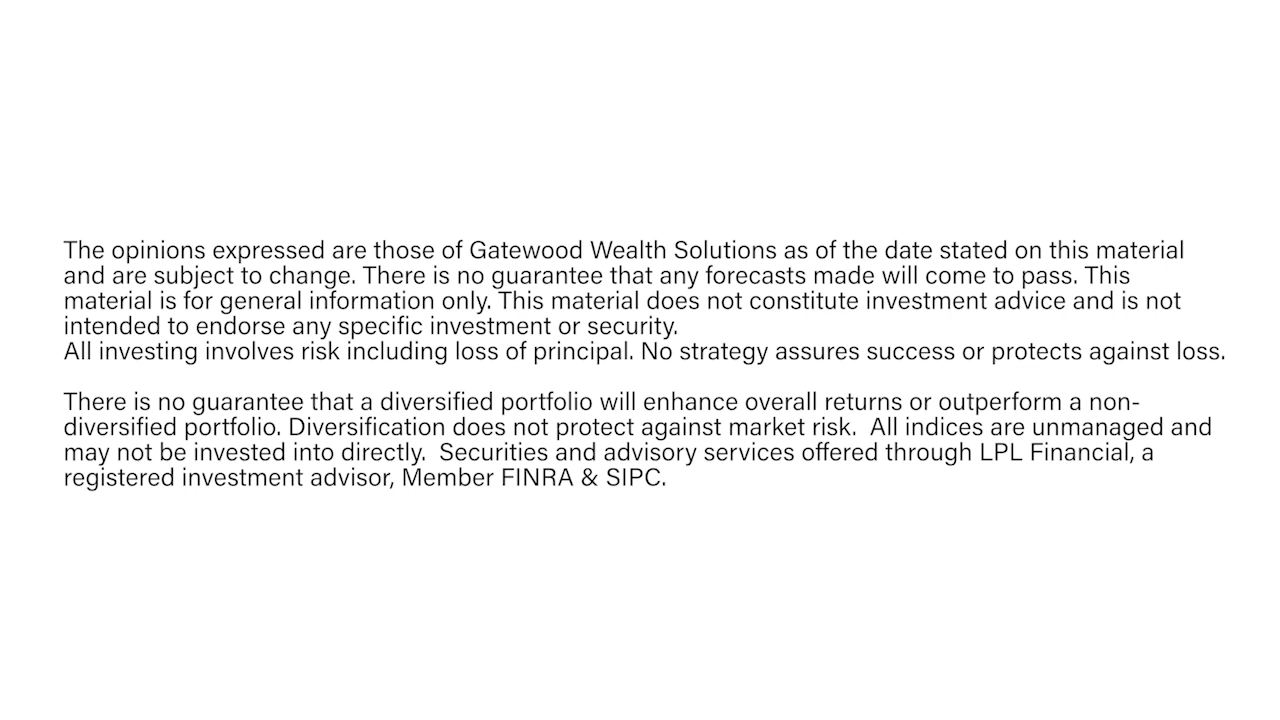 The opinions expressed are those of Gatewood Wealth Solutions as of the date stated on this material
and are subject to change. There is no guarantee that any forecasts made will come to pass. This
material is for general information only. This material does not constitute investment advice and is not
intended to endorse any specific investment or security.
All investing involves risk including loss of principal. No strategy assures success or protects against loss.

There is no guarantee that a diversified portfolio will enhance overall returns or outperform a non-
diversified portfolio. Diversification does not protect against market risk.  All indices are unmanaged and
may not be invested into directly.  Securities and advisory services offered through LPL Financial, a
registered investment advisor, Member FINRA & SIPC.